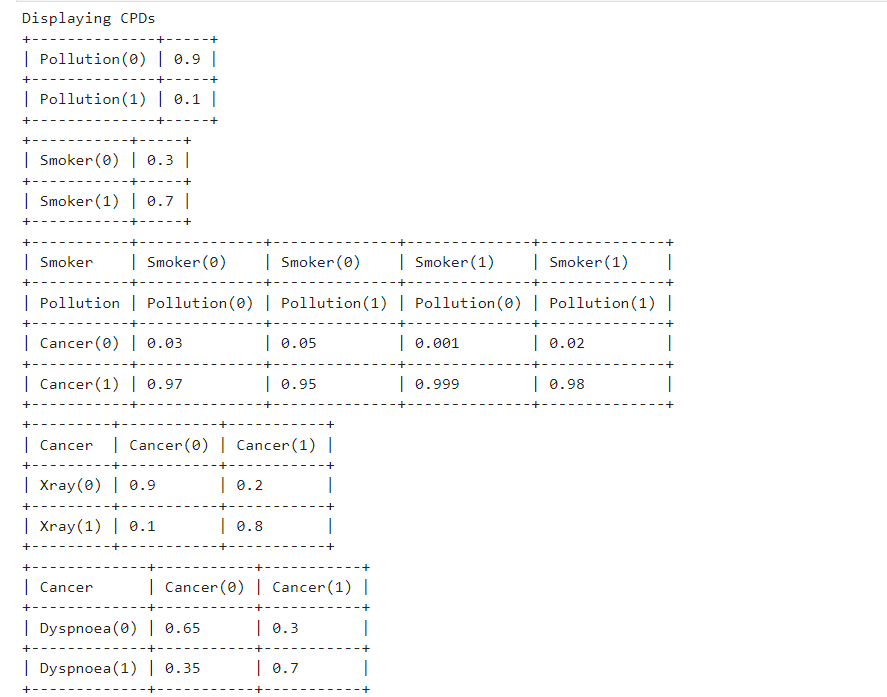 Displaying CPDs
+--------------+-----+
| Pollution(0) | 0.9 |
+--------------+-----+
| Pollution(1) | 0.1 |
+--------------+-----+
+-----------+-----+
| Smoker(0) | 0.3 |
+-----------+-----+
| Smoker(1) | 0.7 |
+-----------+-----+
+-----------+--------------+--------------+--------------+--------------+
| Smoker    | Smoker(0)    | Smoker(0)    | Smoker(1)    | Smoker(1)    |
+-----------+--------------+--------------+--------------+--------------+
| Pollution | Pollution(0) | Pollution(1) | Pollution(0) | Pollution(1) |
+-----------+--------------+--------------+--------------+--------------+
| Cancer(0) | 0.03         | 0.05         | 0.001        | 0.02         |
+-----------+--------------+--------------+--------------+--------------+
| Cancer(1) | 0.97         | 0.95         | 0.999        | 0.98         |
+-----------+--------------+--------------+--------------+--------------+
+---------+-----------+-----------+
| Cancer  | Cancer(0) | Cancer(1) |
+---------+-----------+-----------+
| Xray(0) | 0.9       | 0.2       |
+---------+-----------+-----------+
| Xray(1) | 0.1       | 0.8       |
+---------+-----------+-----------+
+-------------+-----------+-----------+
| Cancer      | Cancer(0) | Cancer(1) |
+-------------+-----------+-----------+
| Dyspnoea(0) | 0.65      | 0.3       |
+-------------+-----------+-----------+
| Dyspnoea(1) | 0.35      | 0.7       |
+-------------+-----------+-----------+